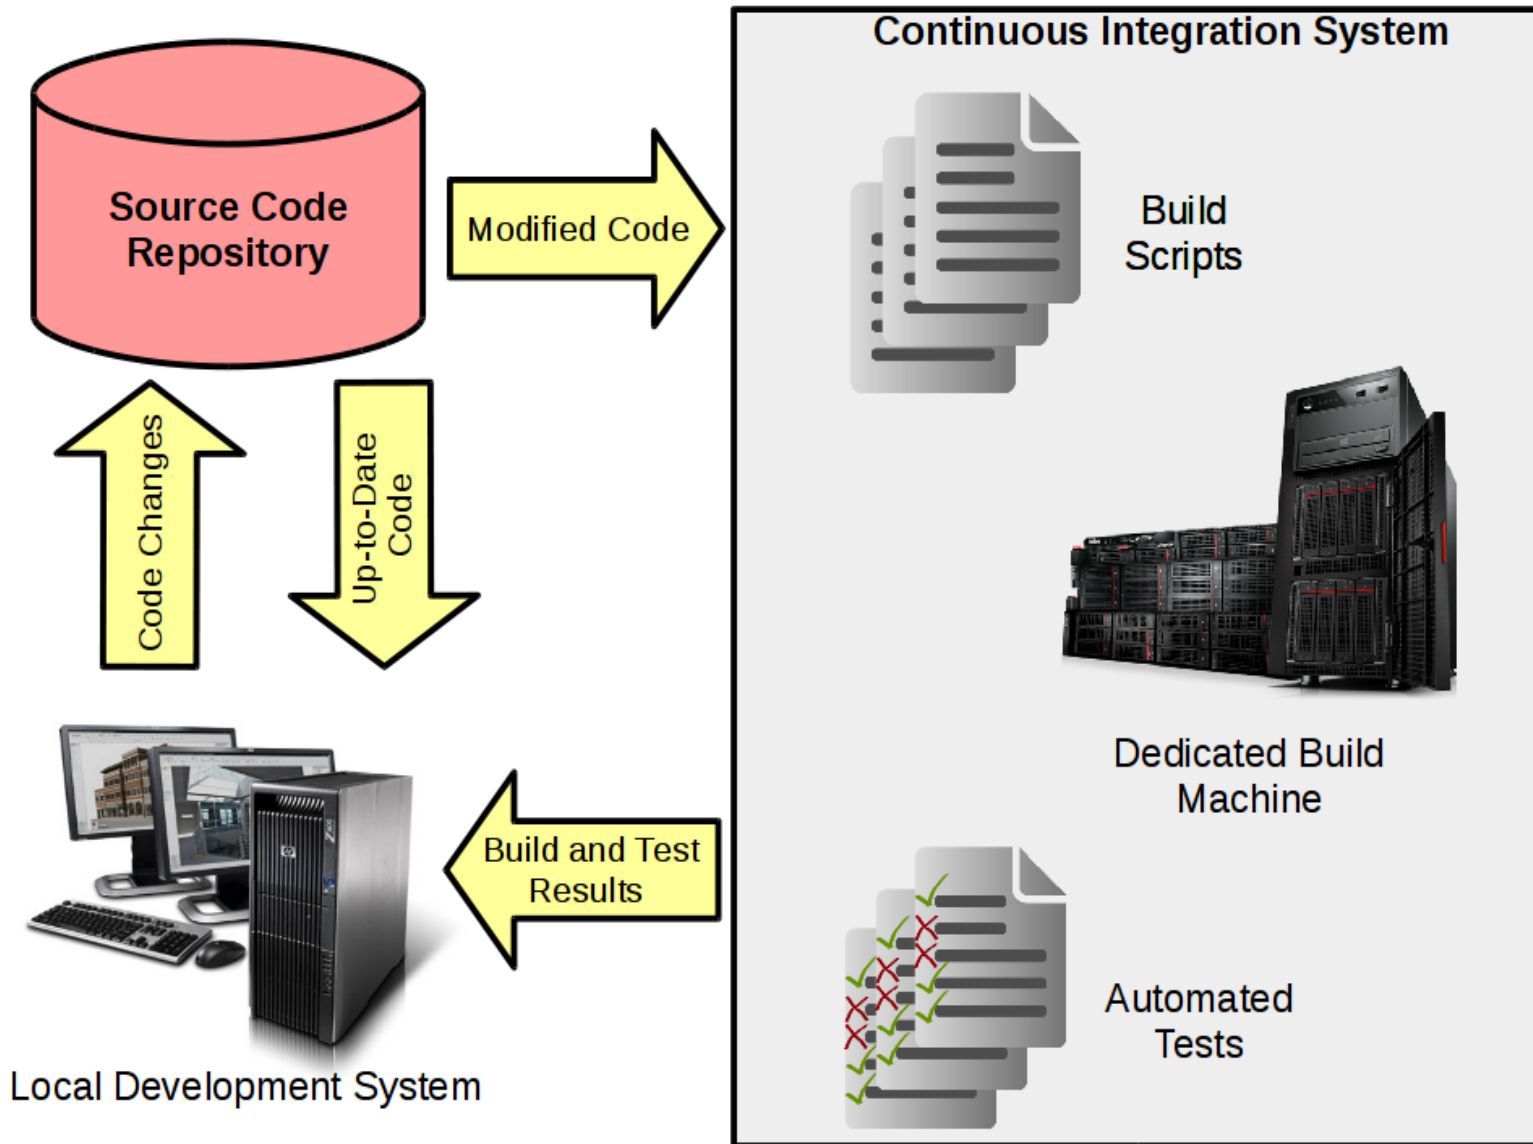 Continuous Integration System
Source Code
Repository
Modified Code
Build
Scripts
Code Changes
Up-to-Date
Code
Dedicated Build
Machine
Build and Test
Results
Automated
Tests
Local Development System